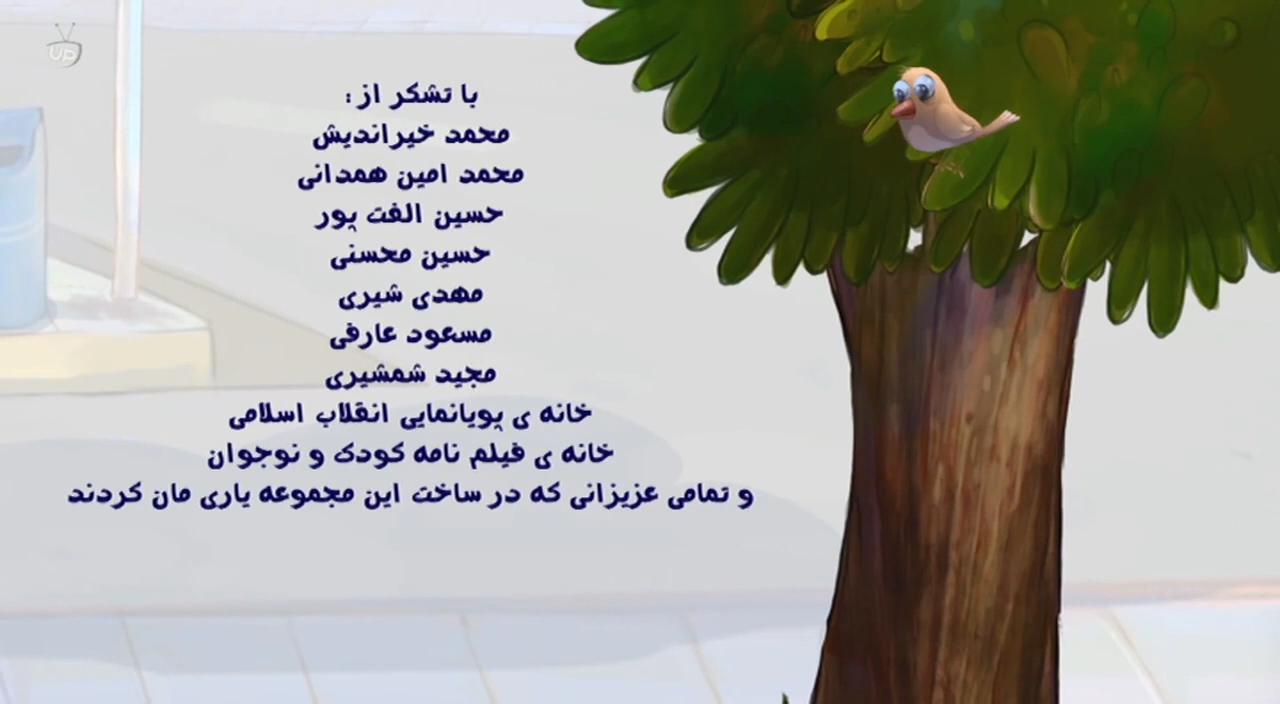 up
با تشکر از :
محمد خیراندیش
محمد امین همدانی
حسین الفت پور
حسین محسنی
مهدی شیری
مسعود عارفی
مجید شمشیری
خانه ی پویانمایی انقلاب اسلامی
خانه ی فیلم نامه کودک و نوجوان
و تمامی عزیزانی که در ساخت این مجموعه یاری مان کردند